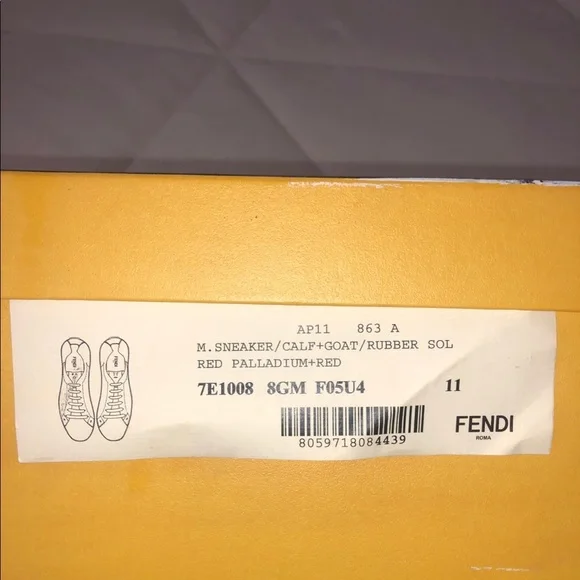 AP11 863 A
M.SNEAKER/CALF+GOAT/RUBBER SOL
RED PALLADIUM+RED
7E1008 8GM F05U4 11
8059718084439
FENDI
ROMA